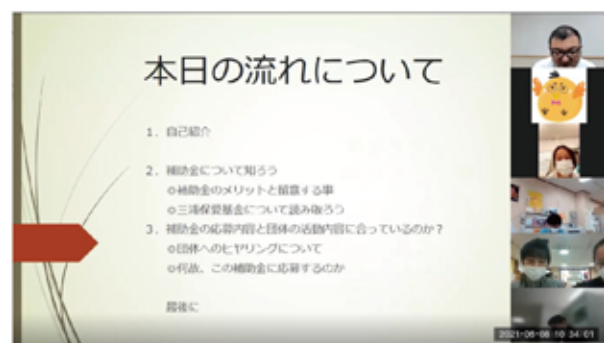 本日の流れについて
1. 自己紹介
2. 補助金について知ろう
○補助金のメリットと留意する事
○三浦保愛基金について読み取ろう
3. 補助金の応募内容と団体の活動内容に合っているのか?
○団体へのヒヤリングについて
○何故、この補助金に応募するのか
最後に
2021-06-08 10:34:01